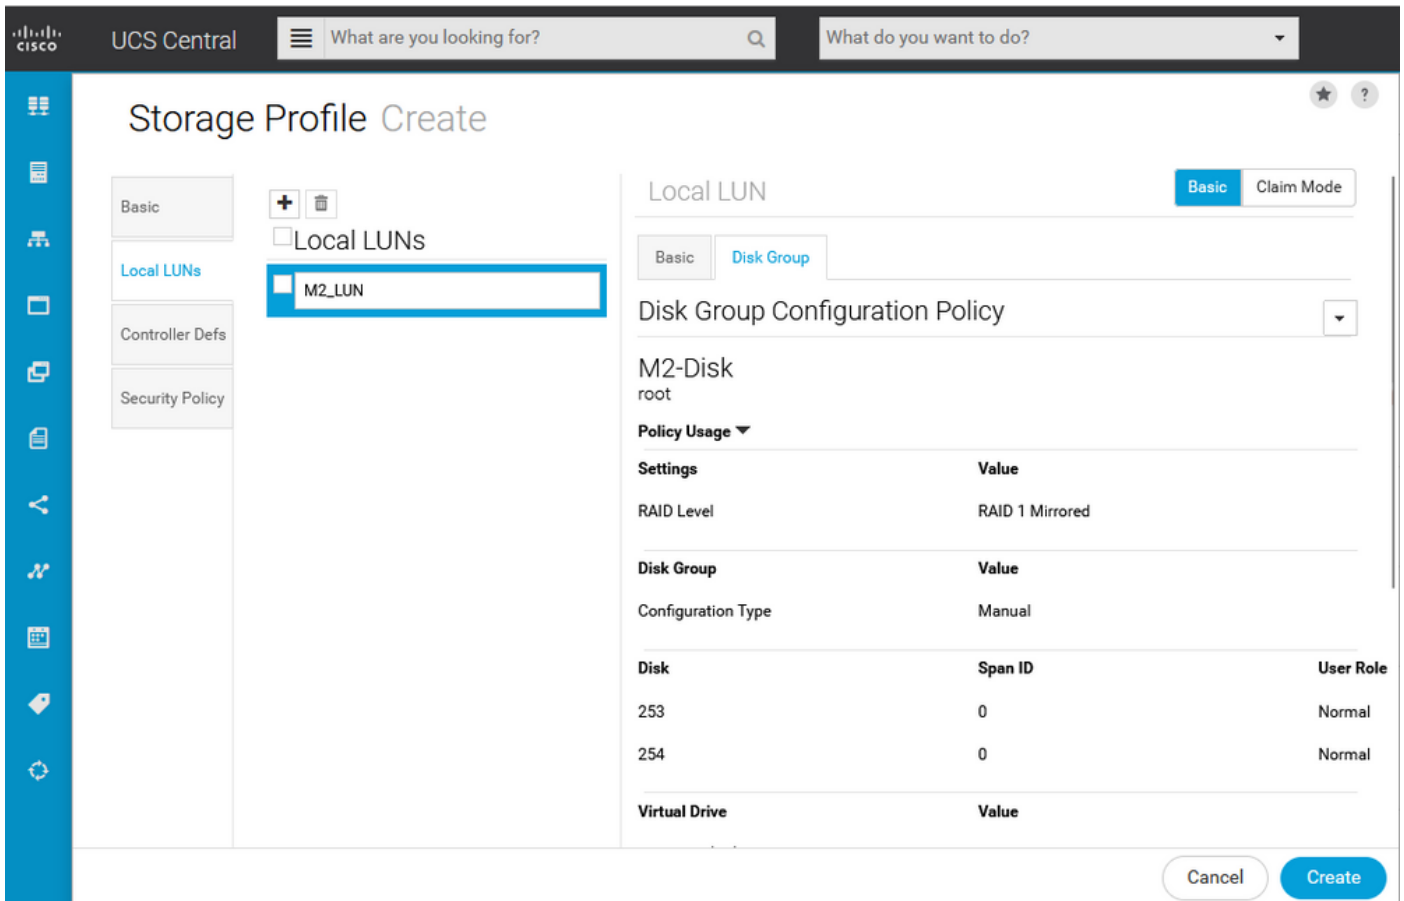 CISCO
UCS Central
What are you looking for?
What do you want to do?
?
Storage Profile Create
Basic
Local LUNs
Controller Defs
Security Policy
Local LUNs
M2_LUN
Local LUN
Basic
Claim Mode
Basic
Disk Group
Disk Group Configuration Policy
M2-Disk
root
Policy Usage
Settings Value
RAID Level RAID 1 Mirrored
Disk Group Value
Configuration Type Manual
Disk Span ID User Role
253 0 Normal
254 0 Normal
Virtual Drive Value
Cancel
Create